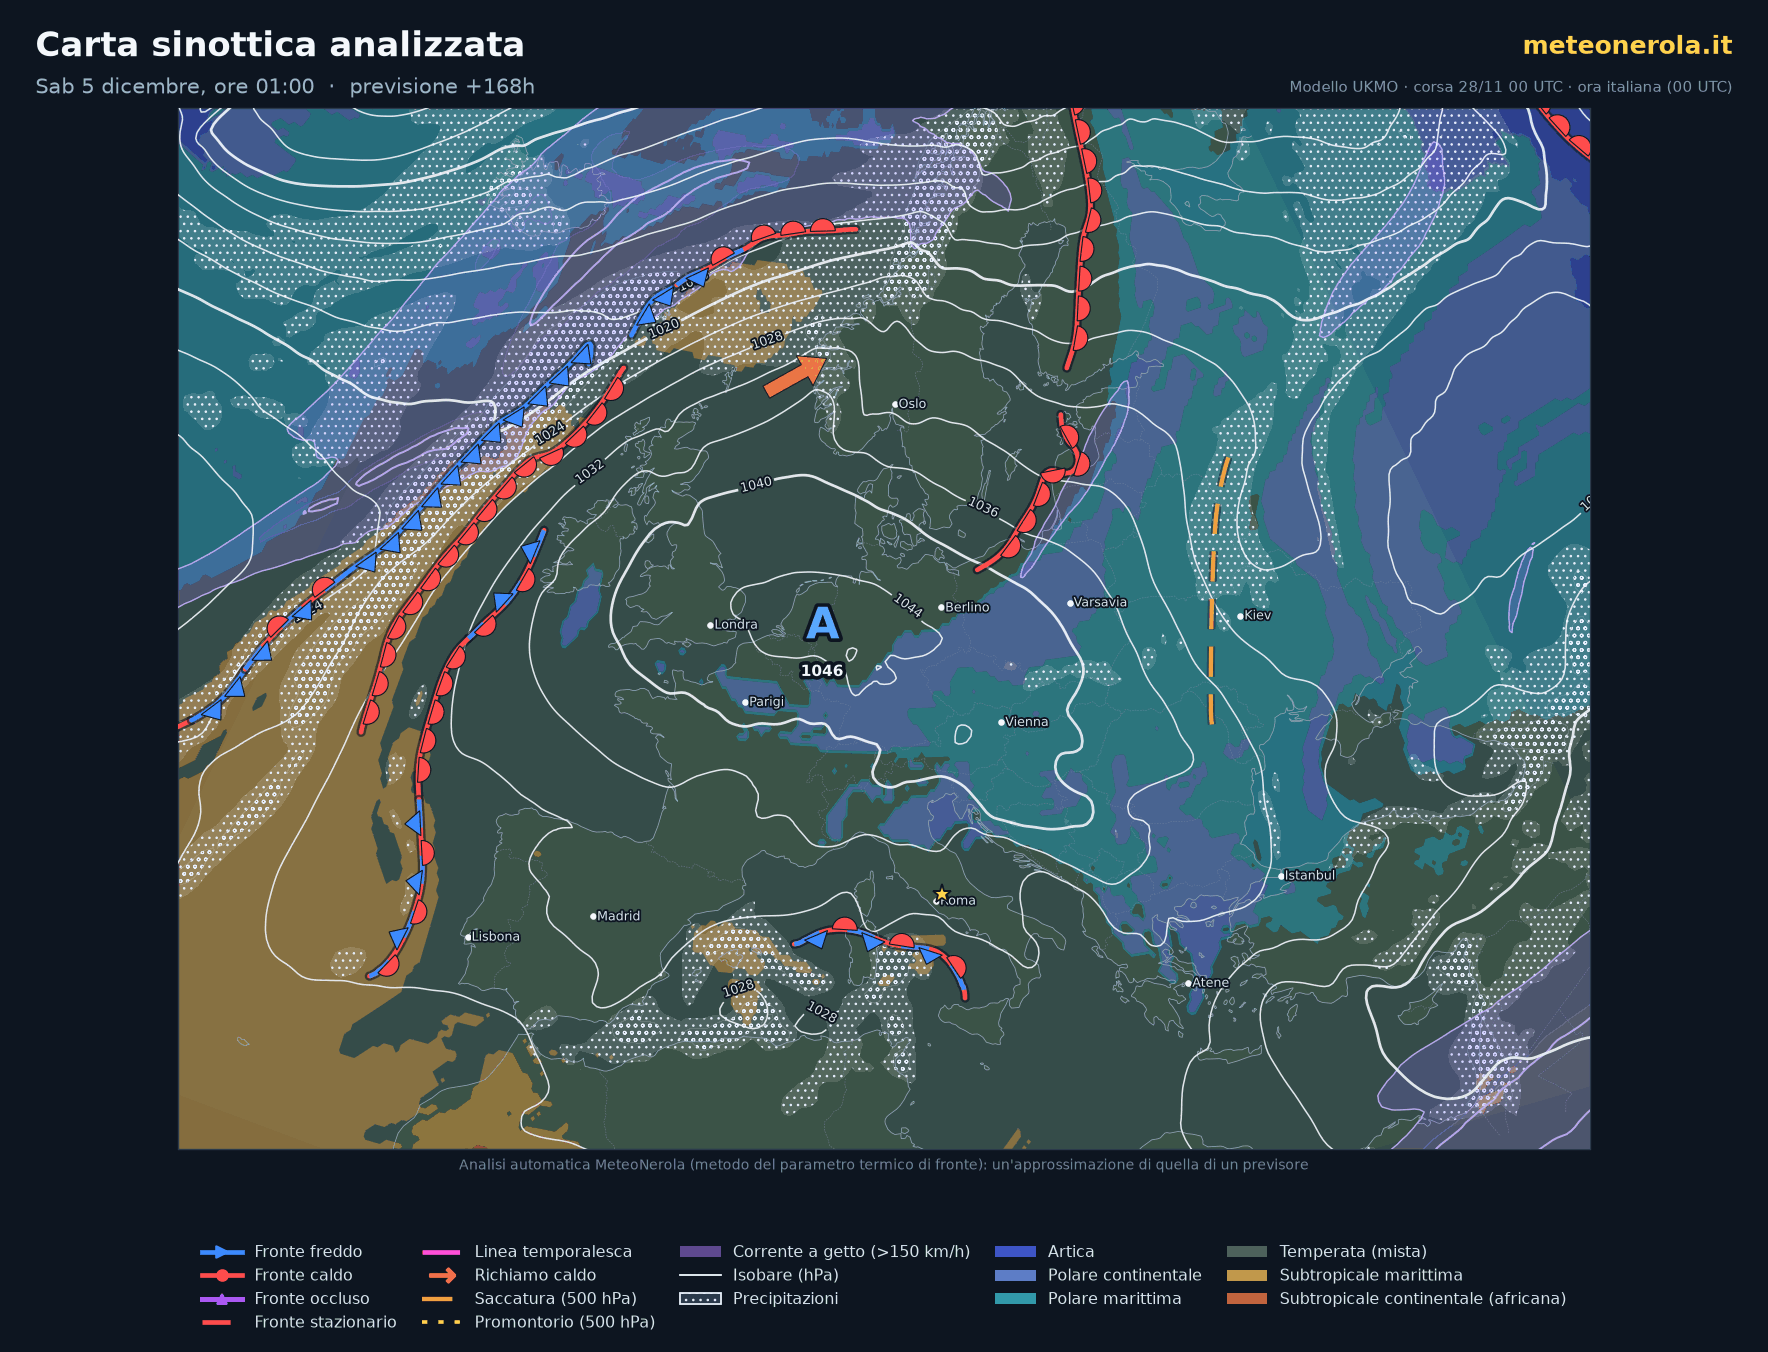 Carta sinottica analizzata
meteonerola.it
Sab 5 dicembre, ore 01:00 · previsione +168h
Modello UKMO · corsa 28/11 00 UTC · ora italiana (00 UTC)
1020
1028
Oslo
1024
1032
1040
1036
1044
Berlino
Varsavia
Kiev
Londra
A
1046
Parigi
Vienna
Istanbul
Roma
Madrid
Lisbona
Atene
1028
1028
Analisi automatica MeteoNerola (metodo del parametro termico di fronte): un'approssimazione di quella di un previsore
Fronte freddo
Fronte caldo
Fronte occluso
Fronte stazionario
Linea temporalesca
Richiamo caldo
Saccatura (500 hPa)
Promontorio (500 hPa)
Corrente a getto (>150 km/h)
Isobare (hPa)
Precipitazioni
Artica
Polare continentale
Polare marittima
Temperata (mista)
Subtropicale marittima
Subtropicale continentale (africana)